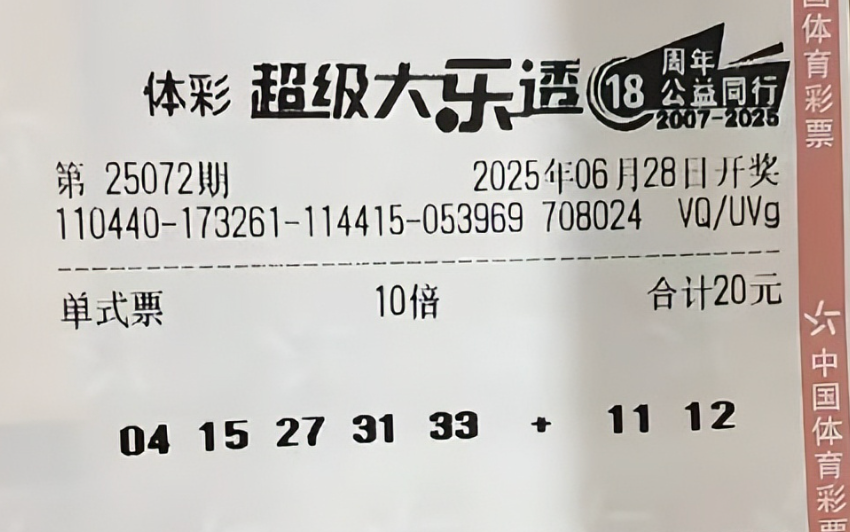 体彩 超级大乐透 18 周年
公益同行
2007-2025
第 25072期 2025年06月28日开奖
110440-173261-114415-053969 708024 VQ/UVg
单式票 10倍 合计20元
04 15 27 31 33 + 11 12
国体育彩票
中国体育彩票